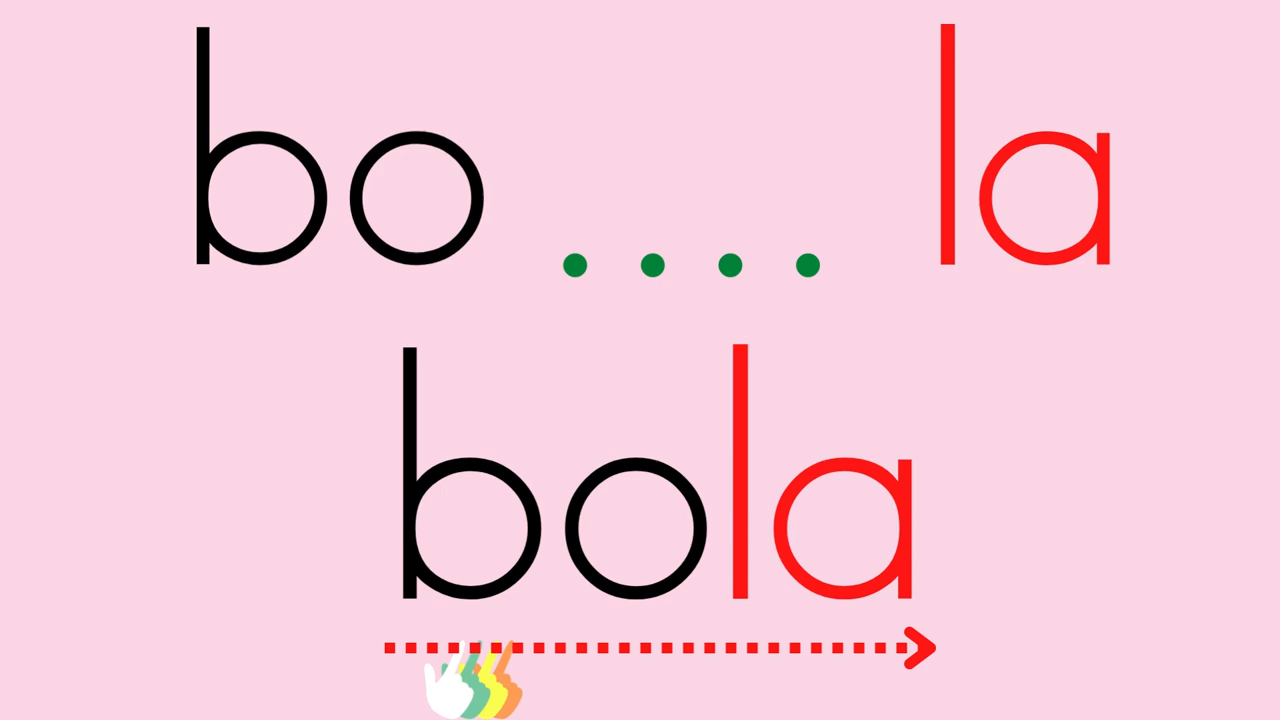 bo . . . . la
bola